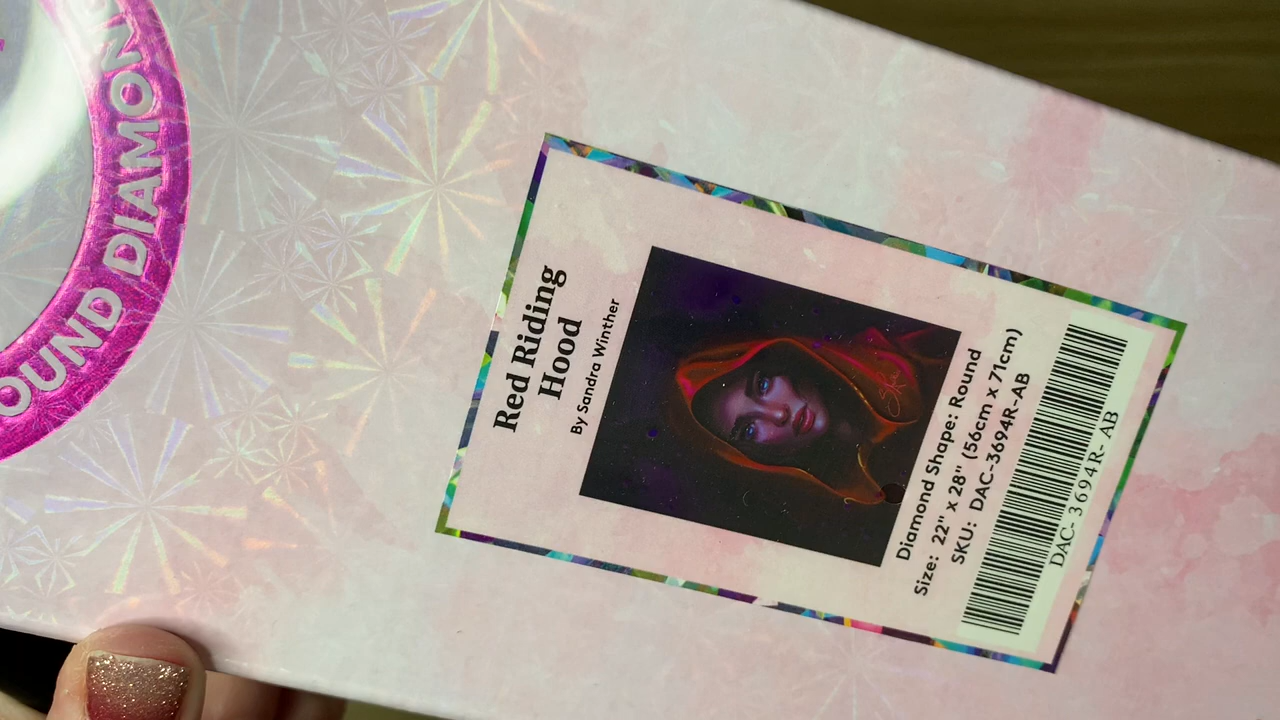 OUND DIAMON
Red Riding
Hood
By Sandra Winther
Diamond Shape: Round
Size: 22" x 28" (56cm x 71cm)
SKU: DAC-3694R-AB
DAC- 3694R- AB